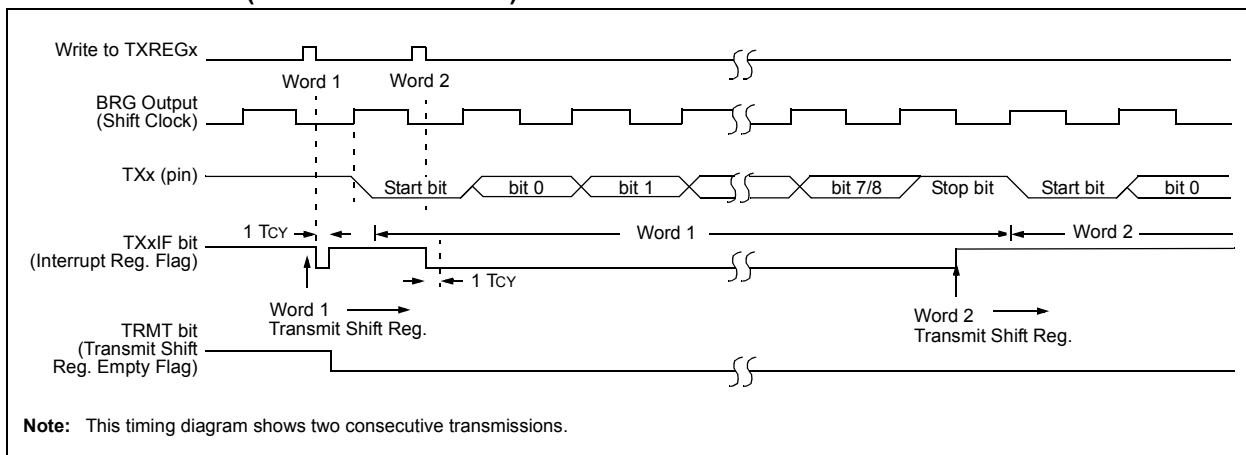 Write to TXREGx
Word 1
Word 2
BRG Output
(Shift Clock)
TXx (pin)
Start bit
bit 0
bit 1
bit 7/8
Stop bit
Start bit
bit 0
1 TCY
TXxIF bit
(Interrupt Reg. Flag)
Word 1
Word 2
1 TCY
Word 1
Transmit Shift Reg.
Word 2
Transmit Shift Reg.
TRMT bit
(Transmit Shift
Reg. Empty Flag)
Note: This timing diagram shows two consecutive transmissions.